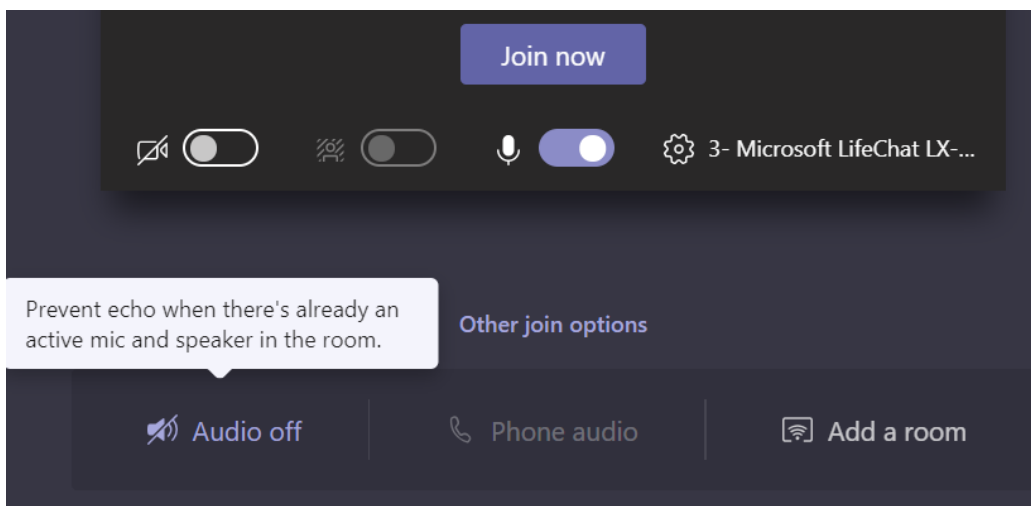 Join now
3- Microsoft LifeChat LX-...
Prevent echo when there's already an
active mic and speaker in the room.
Other join options
Audio off
Phone audio
Add a room